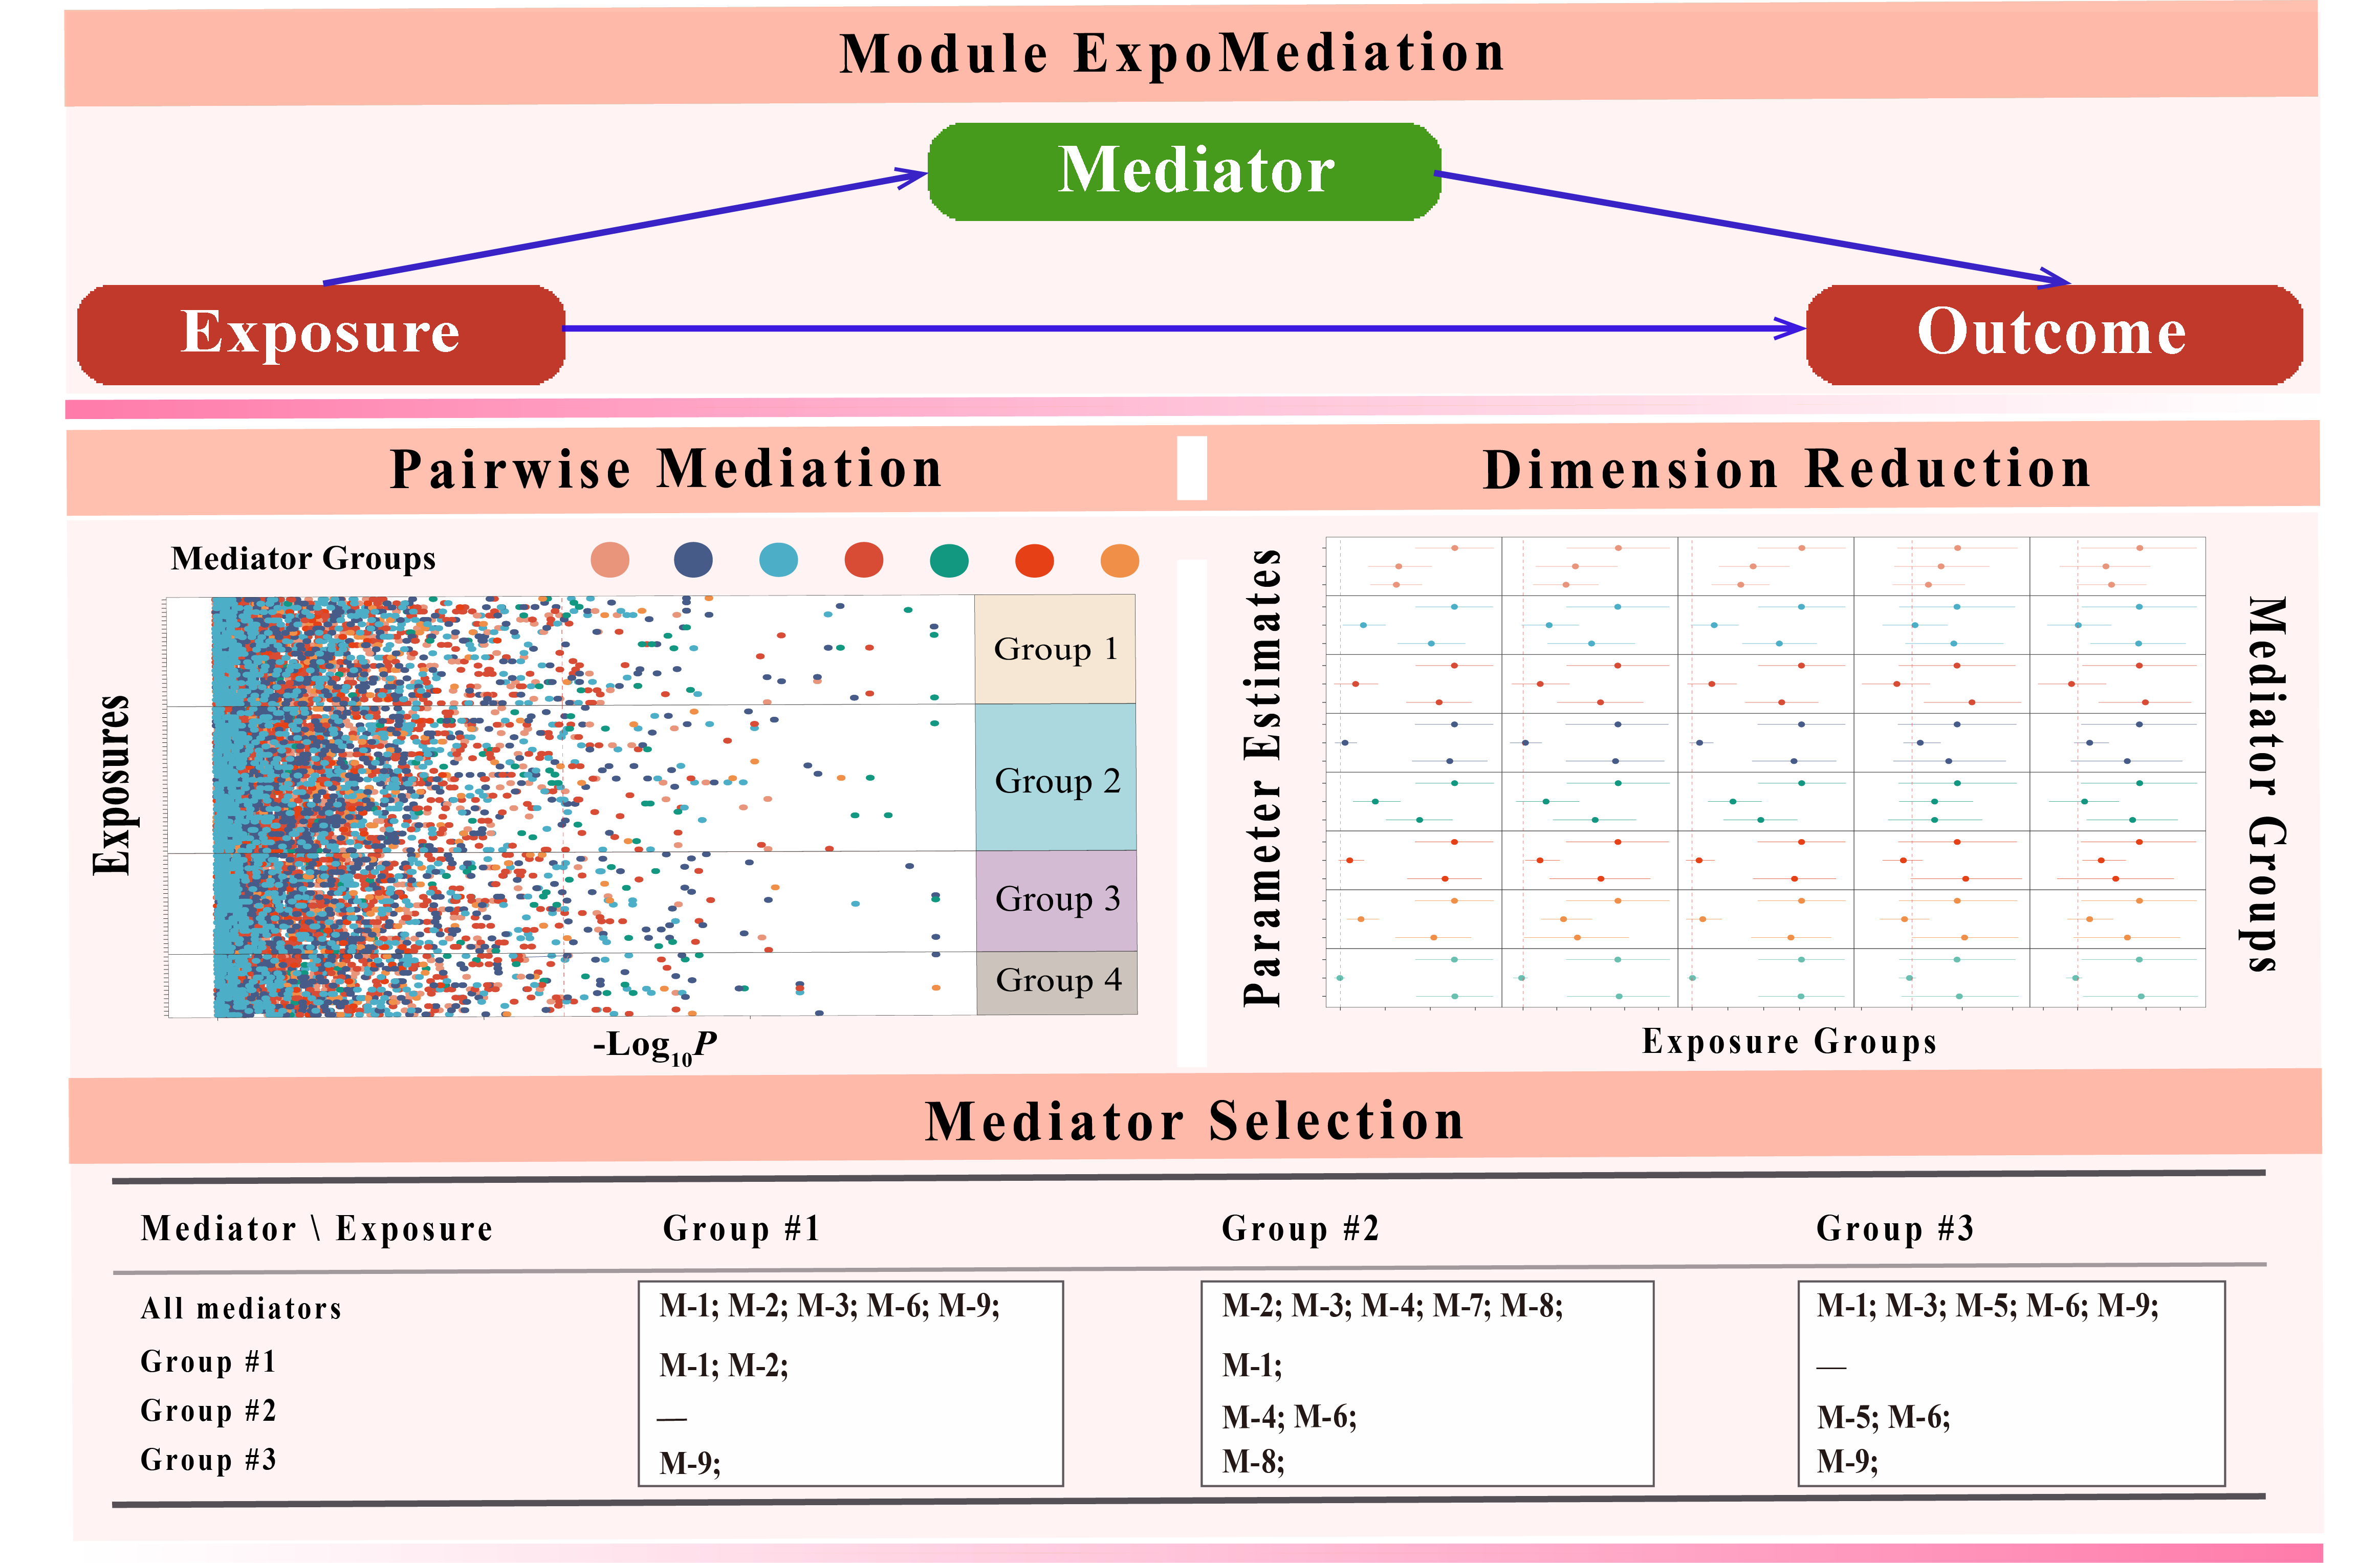 Module ExpoMediation
Mediator
Exposure
Outcome
Pairwise Mediation
Dimension Reduction
Mediator Groups
Exposures
Group 1
Group 2
Group 3
Group 4
-Log10P
Parameter Estimates
Mediator Groups
Exposure Groups
Mediator Selection
Mediator \ Exposure Group #1 Group #2 Group #3
All mediators M-1; M-2; M-3; M-6; M-9; M-2; M-3; M-4; M-7; M-8; M-1; M-3; M-5; M-6; M-9;
Group #1 M-1; M-2; M-1; —
Group #2 — M-4; M-6; M-5; M-6;
Group #3 M-9; M-8; M-9;